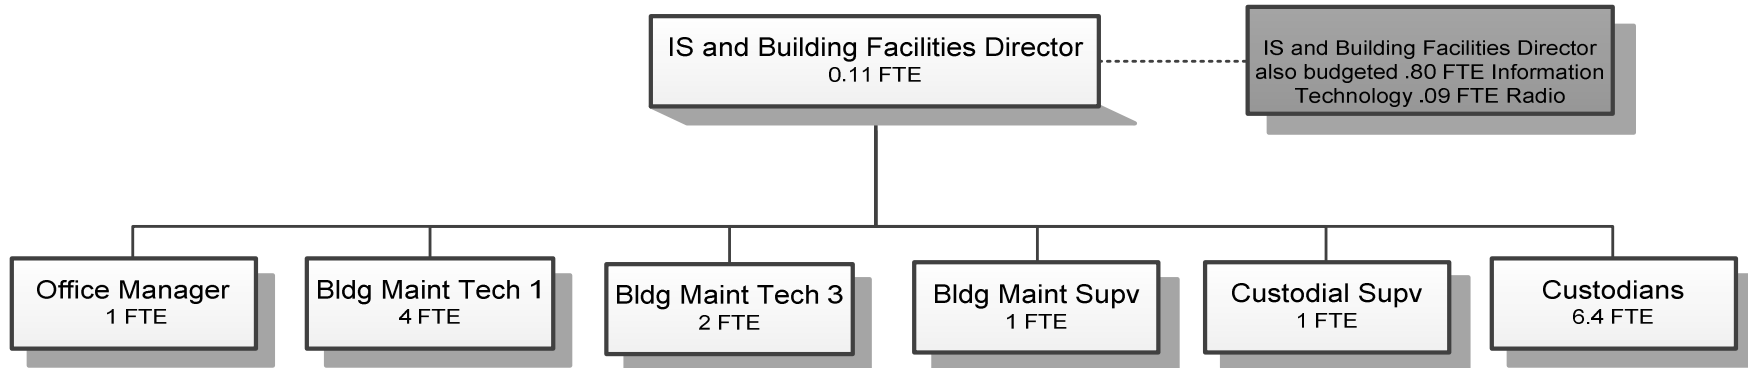 IS and Building Facilities Director
0.11 FTE
IS and Building Facilities Director
also budgeted .80 FTE Information
Technology .09 FTE Radio
Office Manager
1 FTE
Bldg Maint Tech 1
4 FTE
Bldg Maint Tech 3
2 FTE
Bldg Maint Supv
1 FTE
Custodial Supv
1 FTE
Custodians
6.4 FTE